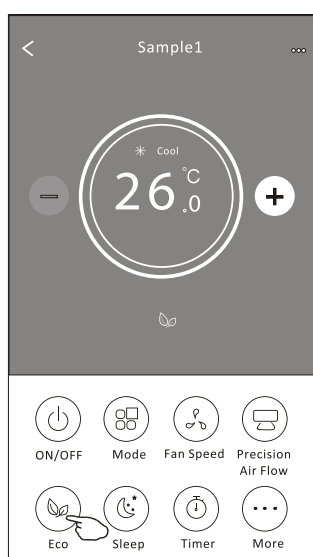 Sample1
Cool
26.0 °C
ON/OFF Mode Fan Speed Precision Air Flow
Eco Sleep Timer More